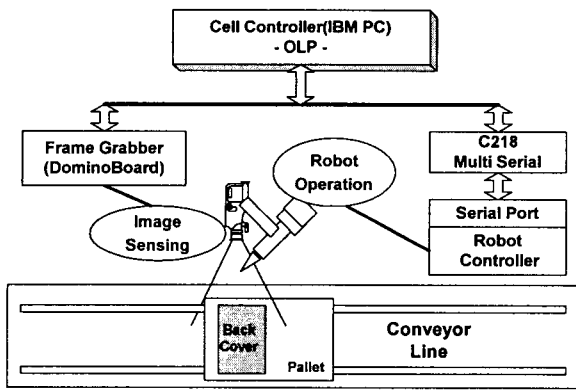 Cell Controller(IBM PC)
- OLP -
Frame Grabber
(DominoBoard)
Robot
Operation
C218
Multi Serial
Image
Sensing
Serial Port
Robot
Controller
Back
Cover
Pallet
Conveyor
Line